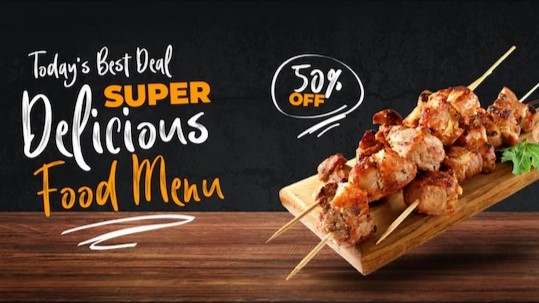 Today's Best Deal
SUPER
Delicious
Food Menu
50%
OFF